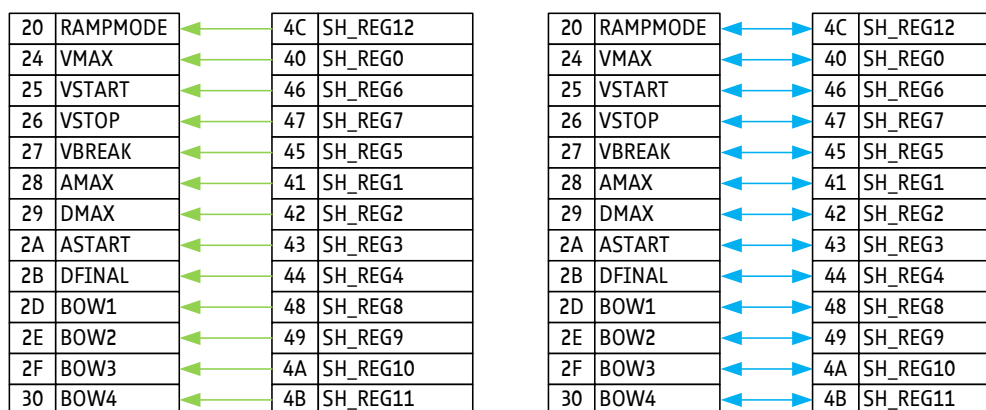 20 RAMPMODE 4C SH_REG12 20 RAMPMODE 4C SH_REG12
24 VMAX 40 SH_REG0 24 VMAX 40 SH_REG0
25 VSTART 46 SH_REG6 25 VSTART 46 SH_REG6
26 VSTOP 47 SH_REG7 26 VSTOP 47 SH_REG7
27 VBREAK 45 SH_REG5 27 VBREAK 45 SH_REG5
28 AMAX 41 SH_REG1 28 AMAX 41 SH_REG1
29 DMAX 42 SH_REG2 29 DMAX 42 SH_REG2
2A ASTART 43 SH_REG3 2A ASTART 43 SH_REG3
2B DFINAL 44 SH_REG4 2B DFINAL 44 SH_REG4
2D BOW1 48 SH_REG8 2D BOW1 48 SH_REG8
2E BOW2 49 SH_REG9 2E BOW2 49 SH_REG9
2F BOW3 4A SH_REG10 2F BOW3 4A SH_REG10
30 BOW4 4B SH_REG11 30 BOW4 4B SH_REG11